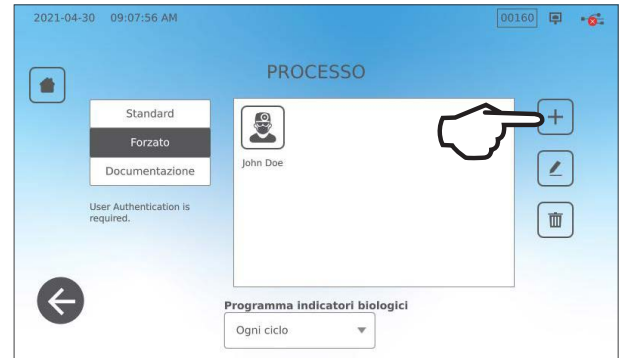 2021-04-30 09:07:56 AM 00160
PROCESSO
Standard
Forzato
Documentazione
User Authentication is
required.
John Doe
Programma indicatori biologici
Ogni ciclo